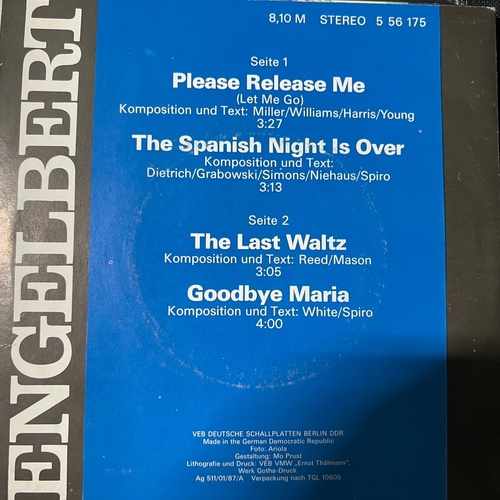 8,10 M STEREO 5 56 175
Seite 1
Please Release Me
(Let Me Go)
Komposition und Text: Miller/Williams/Harris/Young
3:27
The Spanish Night Is Over
Komposition und Text:
Dietrich/Grabowski/Simons/Niehaus/Spiro
3:13
Seite 2
The Last Waltz
Komposition und Text: Reed/Mason
3:05
Goodbye Maria
Komposition und Text: White/Spiro
4:00
VEB DEUTSCHE SCHALLPLATTEN BERLIN DDR
Made in the German Democratic Republic
Foto: Ariola
Gestaltung: Mo Prust
Lithografie und Druck: VEB VMW „Ernst Thälmann",
Werk Gotha-Druck
Ag 511/01/87/A Verpackung nach TGL 10605
ENGELBERT